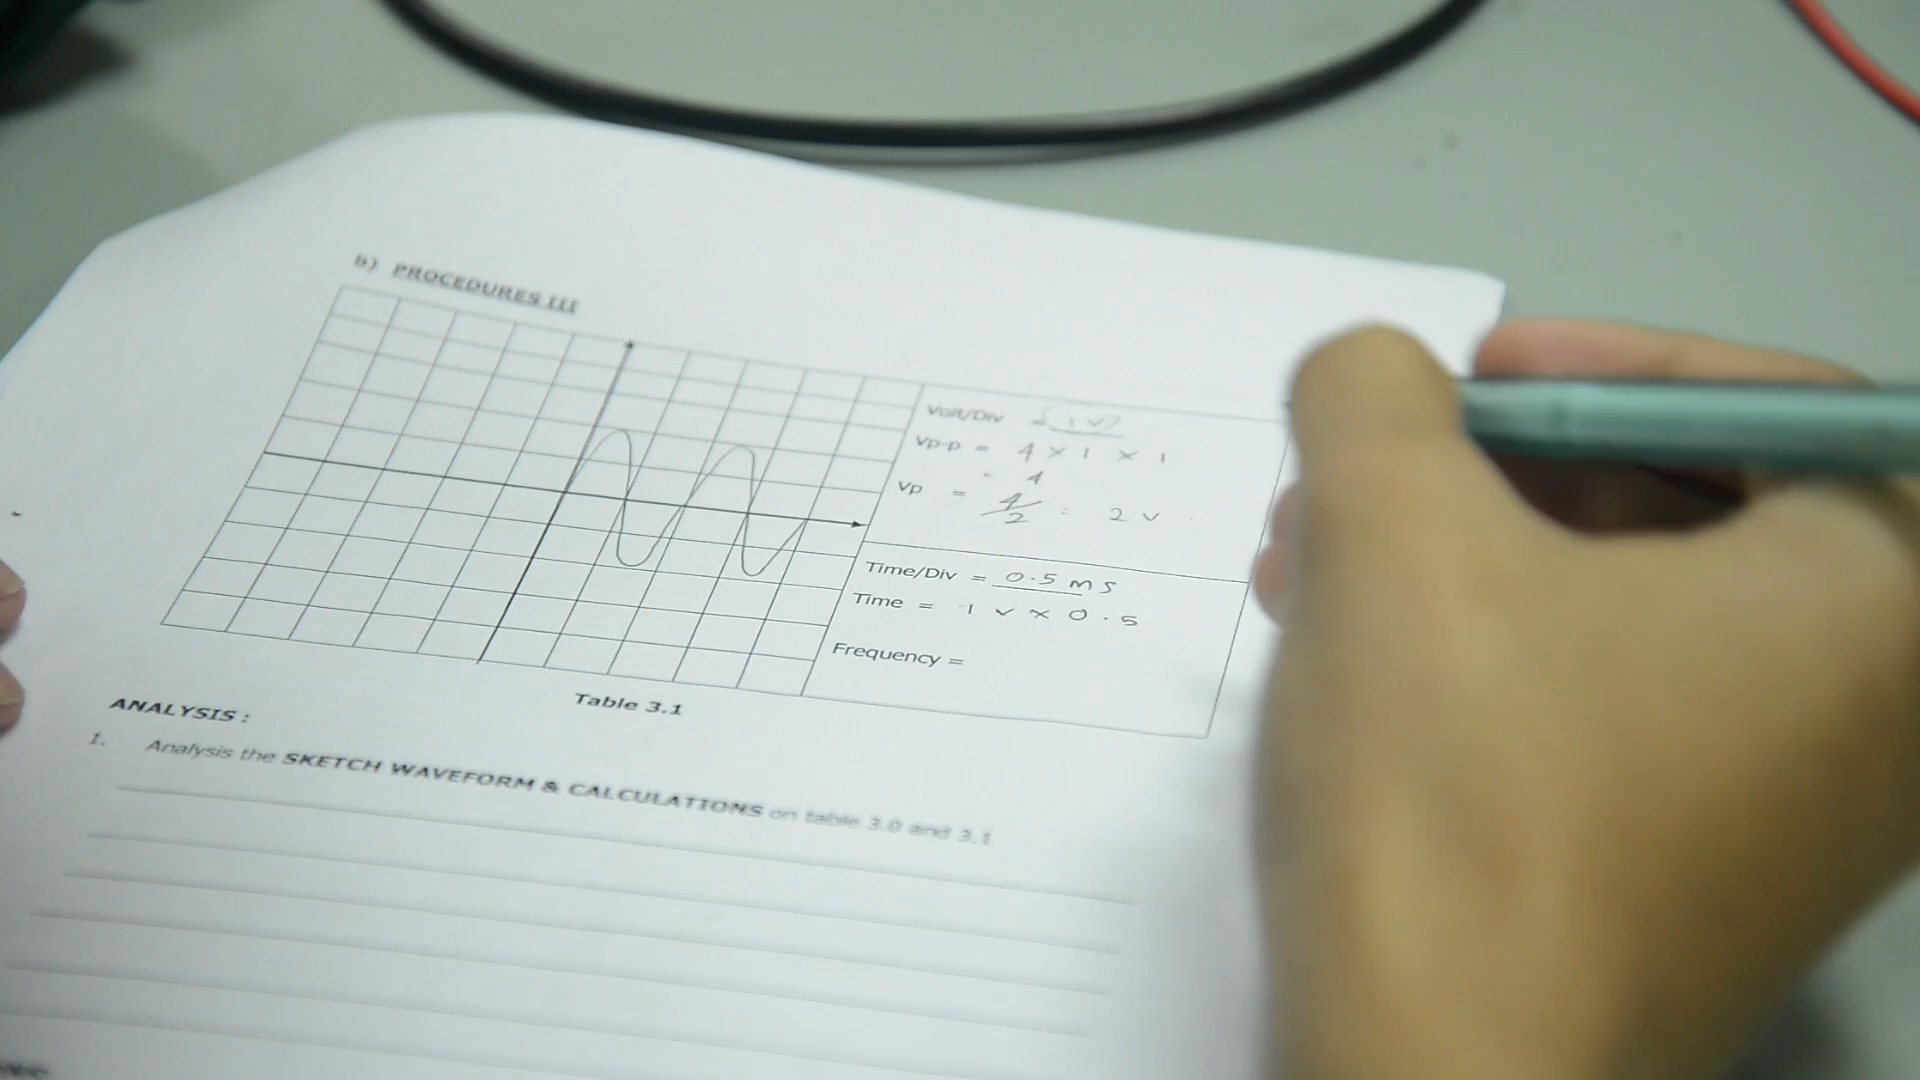 b) PROCEDURES III
Volt/Div = 1 V
Vp-p = 4 × 1 × 1
= 4
Vp = 4/2 = 2 V
Time/Div = 0.5 ms
Time = 1 v × 0.5
Frequency =
Table 3.1
ANALYSIS :
1. Analysis the SKETCH WAVEFORM & CALCULATIONS on table 3.0 and 3.1